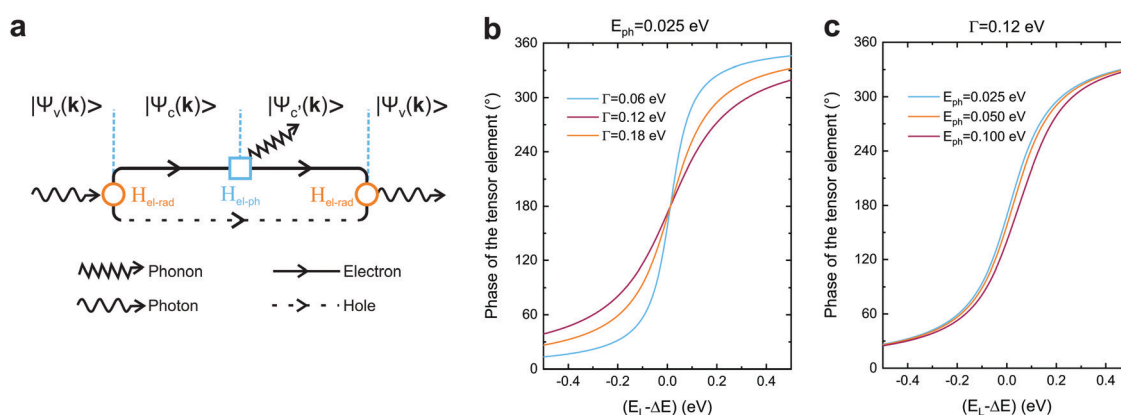 a
|Ψv(k)> |Ψc(k)> |Ψc'(k)> |Ψv(k)>
Hel-rad Hel-ph Hel-rad
Phonon Electron
Photon Hole
b
Eph=0.025 eV
Phase of the tensor element (°)
360
300
240
180
120
60
0
Γ=0.06 eV
Γ=0.12 eV
Γ=0.18 eV
-0.4 -0.2 0.0 0.2 0.4
(EL-ΔE) (eV)
c
Γ=0.12 eV
Phase of the tensor element (°)
360
300
240
180
120
60
0
Eph=0.025 eV
Eph=0.050 eV
Eph=0.100 eV
-0.4 -0.2 0.0 0.2 0.4
(EL-ΔE) (eV)